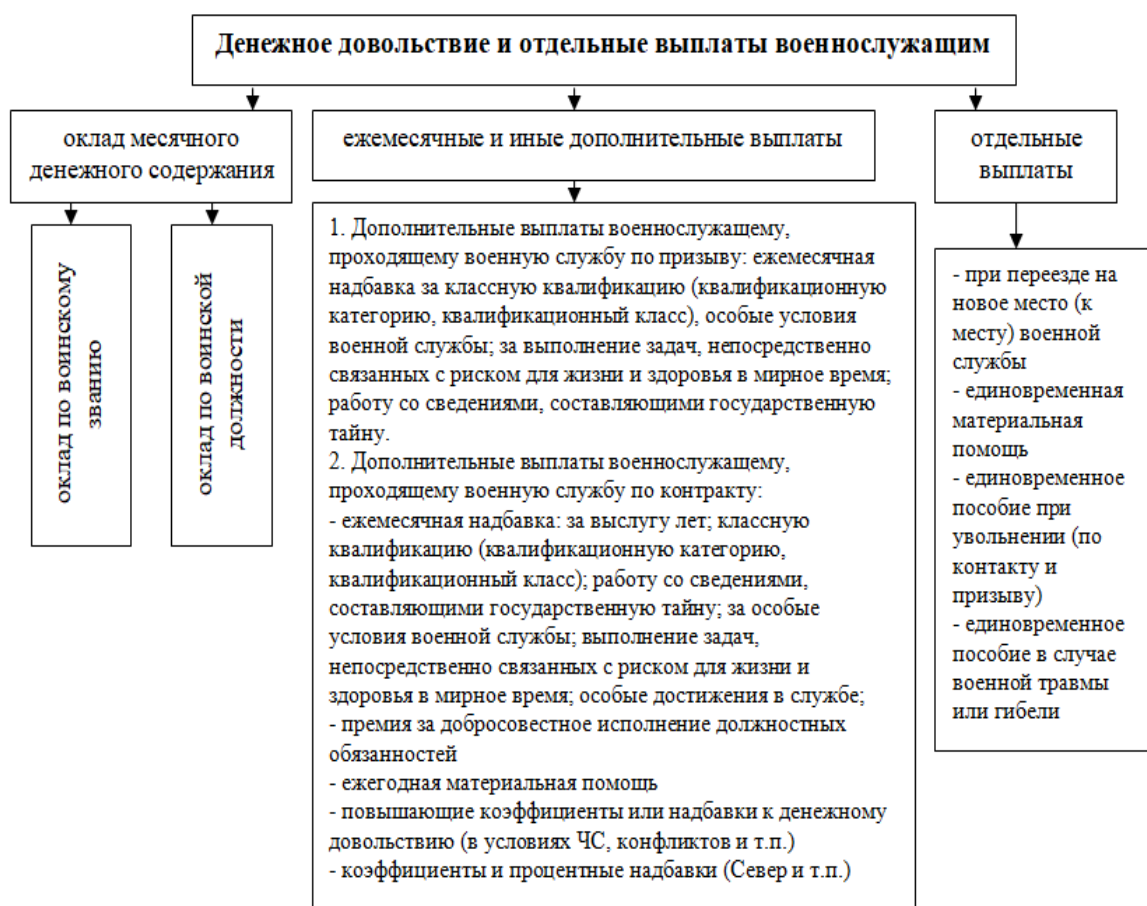 Денежное довольствие и отдельные выплаты военнослужащим
оклад месячного
денежного содержания
ежемесячные и иные дополнительные выплаты
отдельные
выплаты
оклад по воинскому
званию
оклад по воинской
должности
1. Дополнительные выплаты военнослужащему,
проходящему военную службу по призыву: ежемесячная
надбавка за классную квалификацию (квалификационную
категорию, квалификационный класс), особые условия
военной службы; за выполнение задач, непосредственно
связанных с риском для жизни и здоровья в мирное время;
работу со сведениями, составляющими государственную
тайну.
2. Дополнительные выплаты военнослужащему,
проходящему военную службу по контракту:
- ежемесячная надбавка: за выслугу лет; классную
квалификацию (квалификационную категорию,
квалификационный класс); работу со сведениями,
составляющими государственную тайну; за особые
условия военной службы; выполнение задач,
непосредственно связанных с риском для жизни и
здоровья в мирное время; особые достижения в службе;
- премия за добросовестное исполнение должностных
обязанностей
- ежегодная материальная помощь
- повышающие коэффициенты или надбавки к денежному
довольствию (в условиях ЧС, конфликтов и т.п.)
- коэффициенты и процентные надбавки (Север и т.п.)
- при переезде на
новое место (к
месту) военной
службы
- единовременная
материальная
помощь
- единовременное
пособие при
увольнении (по
контакту и
призыву)
- единовременное
пособие в случае
военной травмы
или гибели